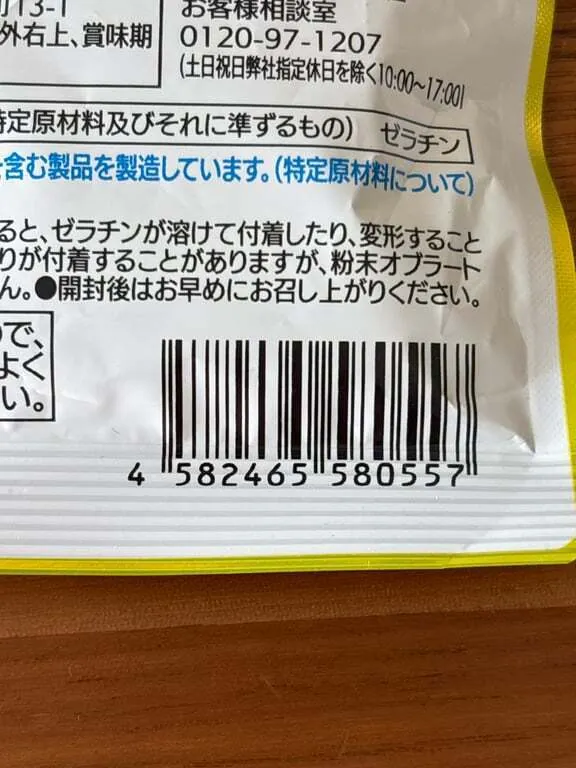 13-1
お客様相談室
外右上、賞味期
0120-97-1207
(土日祝日弊社指定休日を除く10:00~17:00)
特定原材料及びそれに準ずるもの) ゼラチン
含む製品を製造しています。(特定原材料について)
ると、ゼラチンが溶けて付着したり、変形すること
りが付着することがありますが、粉末オブラート
ん。●開封後はお早めにお召し上がりください。
ので、
よく
い。
4 582465 580557